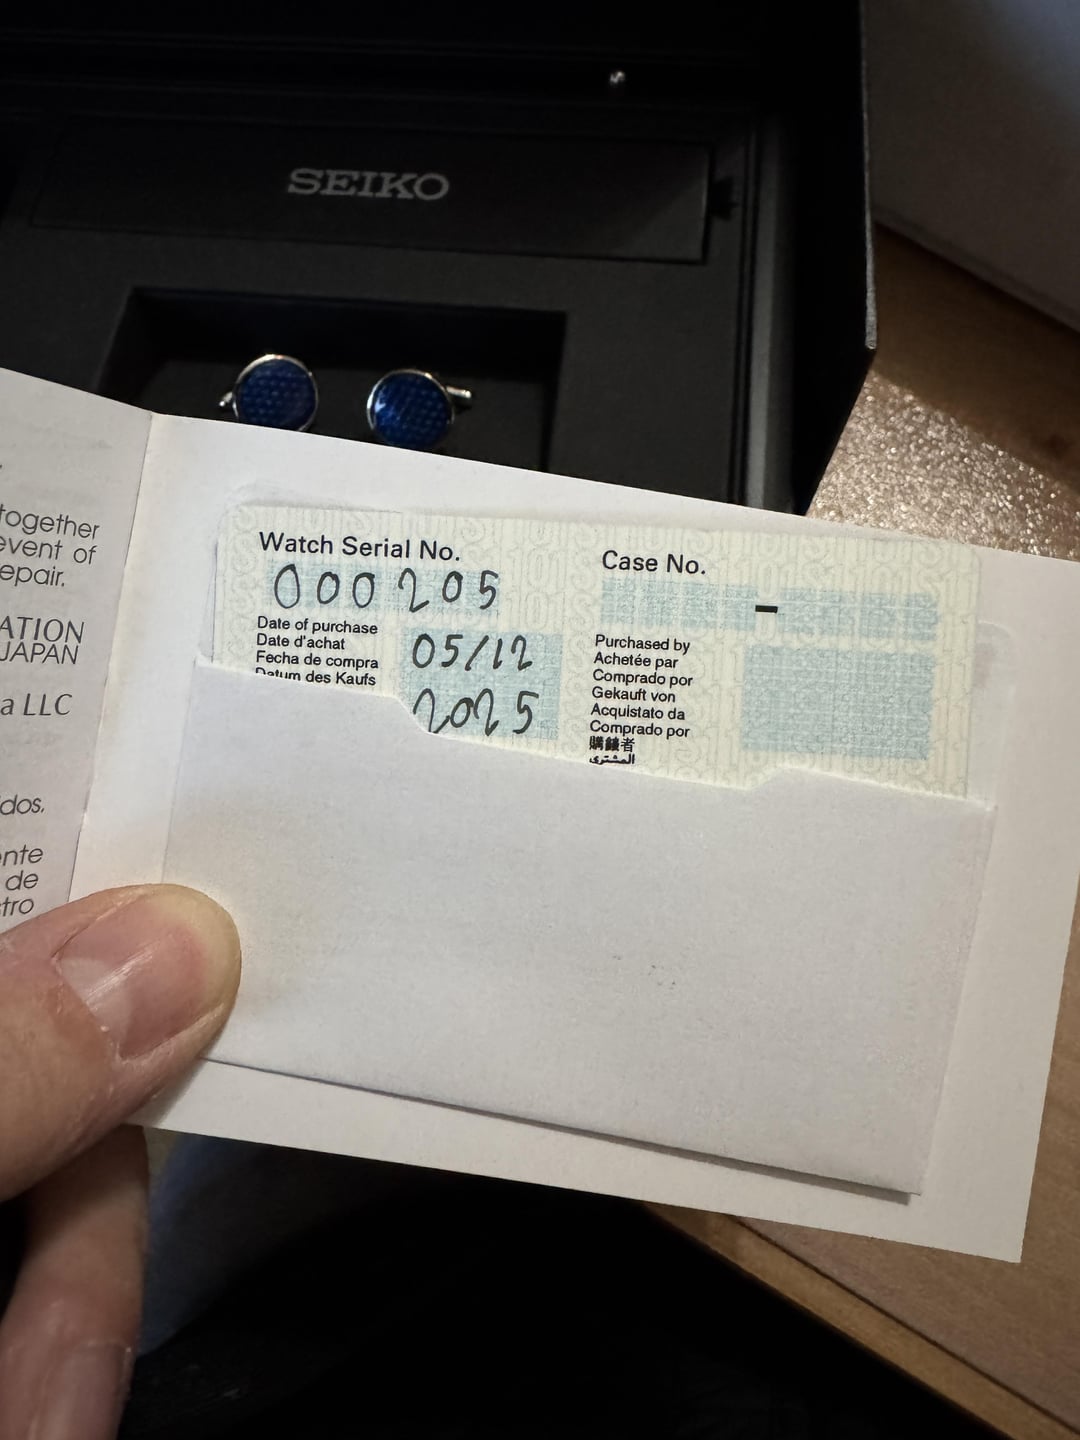 SEIKO
together
event of
epair.
ATION
JAPAN
a LLC
dos.
nte
de
tro
Watch Serial No.
000205
Date of purchase
Date d'achat
Fecha de compra
Datum des Kaufs
05/12
2025
Case No.
-
Purchased by
Achetée par
Comprado por
Gekauft von
Acquistato da
Comprado por
購買者
المشتري